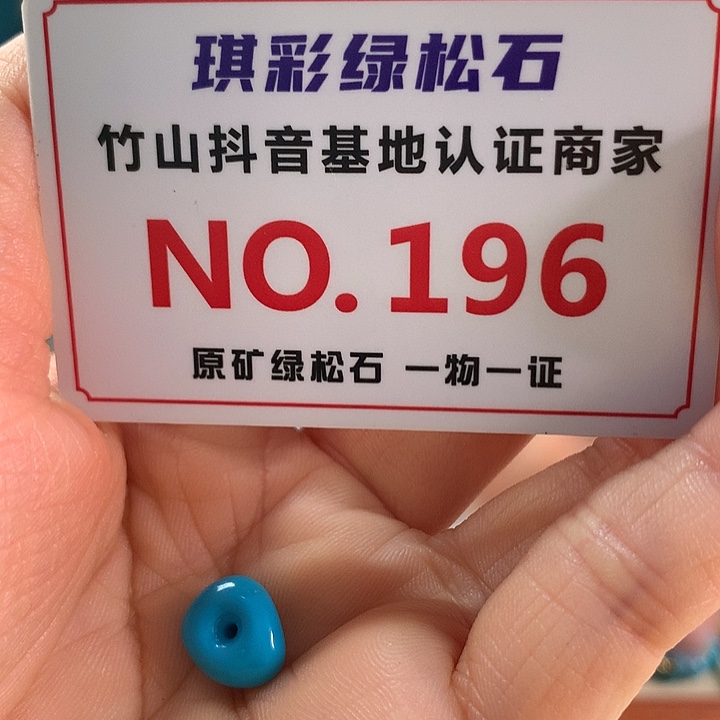 琪彩绿松石
竹山抖音基地认证商家
NO.196
原矿绿松石 一物一证